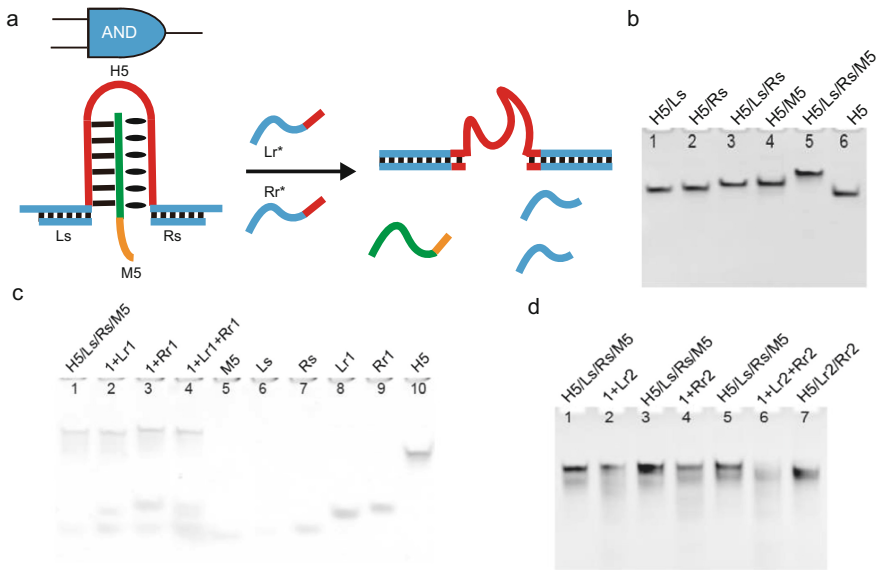 a
AND
H5
Ls
Rs
M5
Lr*
Rr*
b
H5/Ls
H5/Rs
H5/Ls/Rs
H5/M5
H5/Ls/Rs/M5
H5
1 2 3 4 5 6
c
H5/Ls/Rs/M5
1+Lr1
1+Rr1
1+Lr1+Rr1
M5
Ls
Rs
Lr1
Rr1
H5
1 2 3 4 5 6 7 8 9 10
d
H5/Ls/Rs/M5
1+Lr2
H5/Ls/Rs/M5
1+Rr2
H5/Ls/Rs/M5
1+Lr2+Rr2
H5/Lr2/Rr2
1 2 3 4 5 6 7